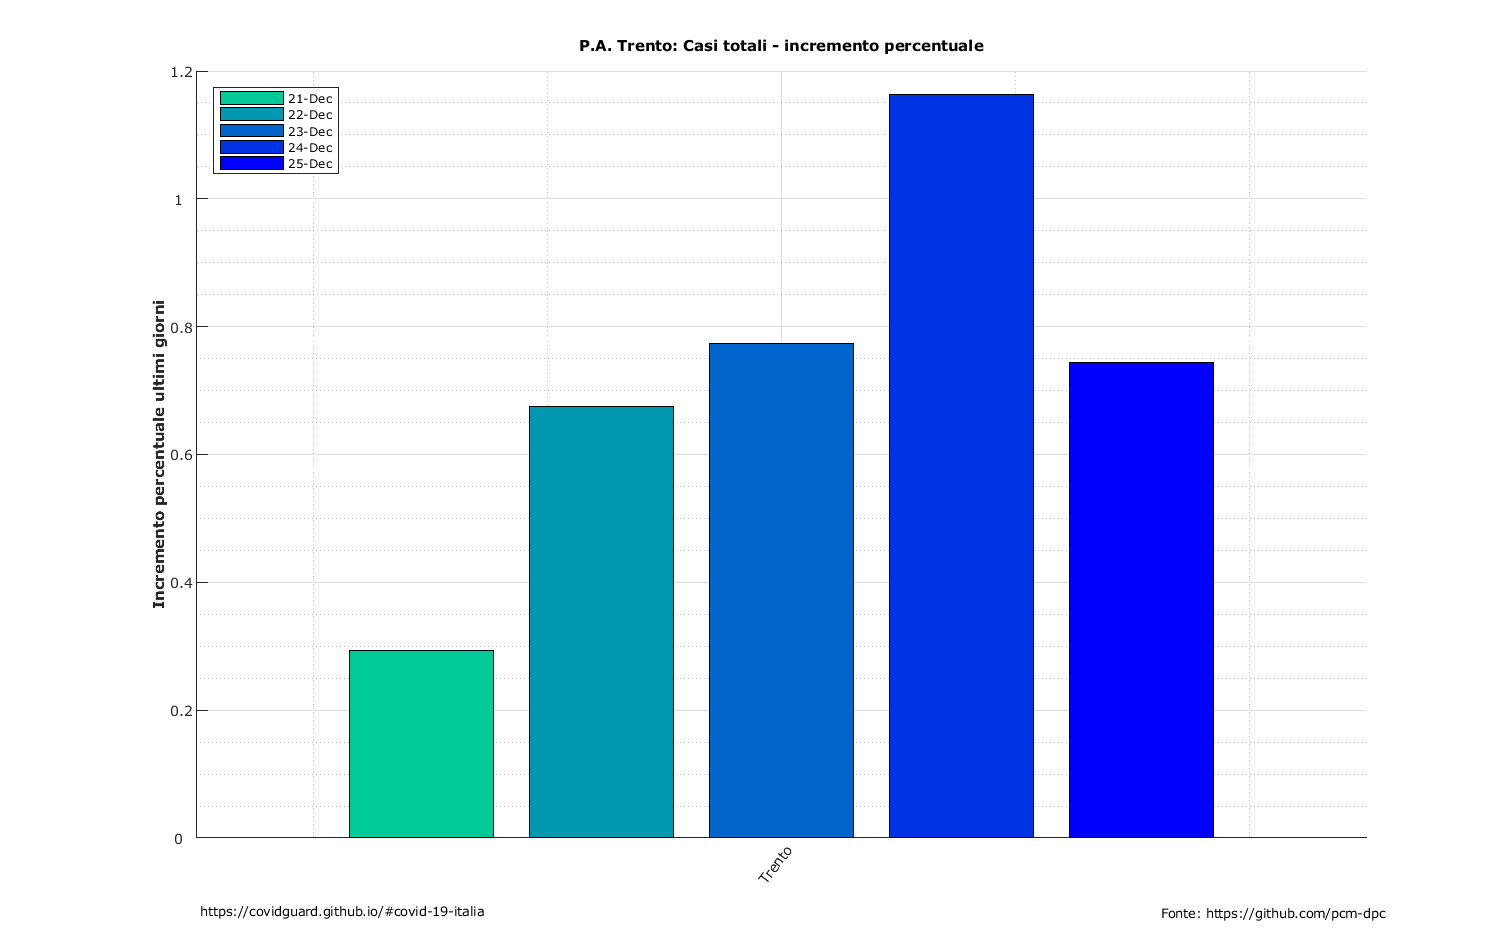 P.A. Trento: Casi totali - incremento percentuale
21-Dec
22-Dec
23-Dec
24-Dec
25-Dec
Incremento percentuale ultimi giorni
1.2
1
0.8
0.6
0.4
0.2
0
Trento
https://covidguard.github.io/#covid-19-italia
Fonte: https://github.com/pcm-dpc